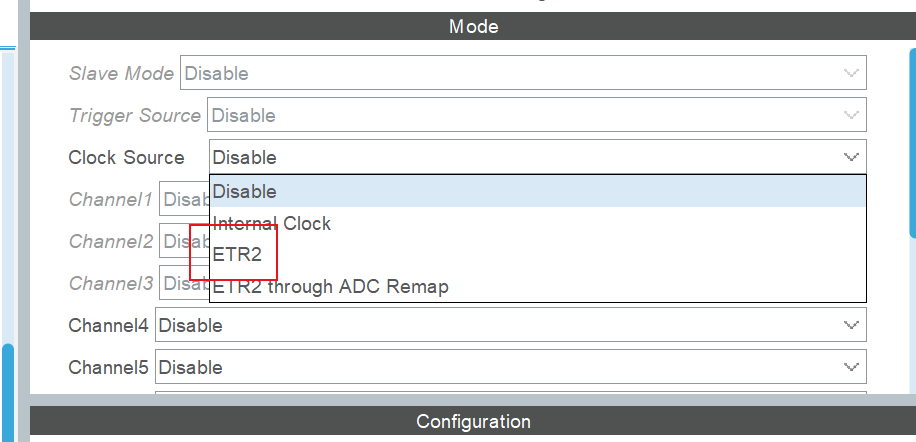 Mode
Slave Mode Disable
Trigger Source Disable
Clock Source Disable
Disable
Channel1 Disab
Internal Clock
Channel2 Disab
ETR2
Channel3 Disab
ETR2 through ADC Remap
Channel4 Disable
Channel5 Disable
Configuration